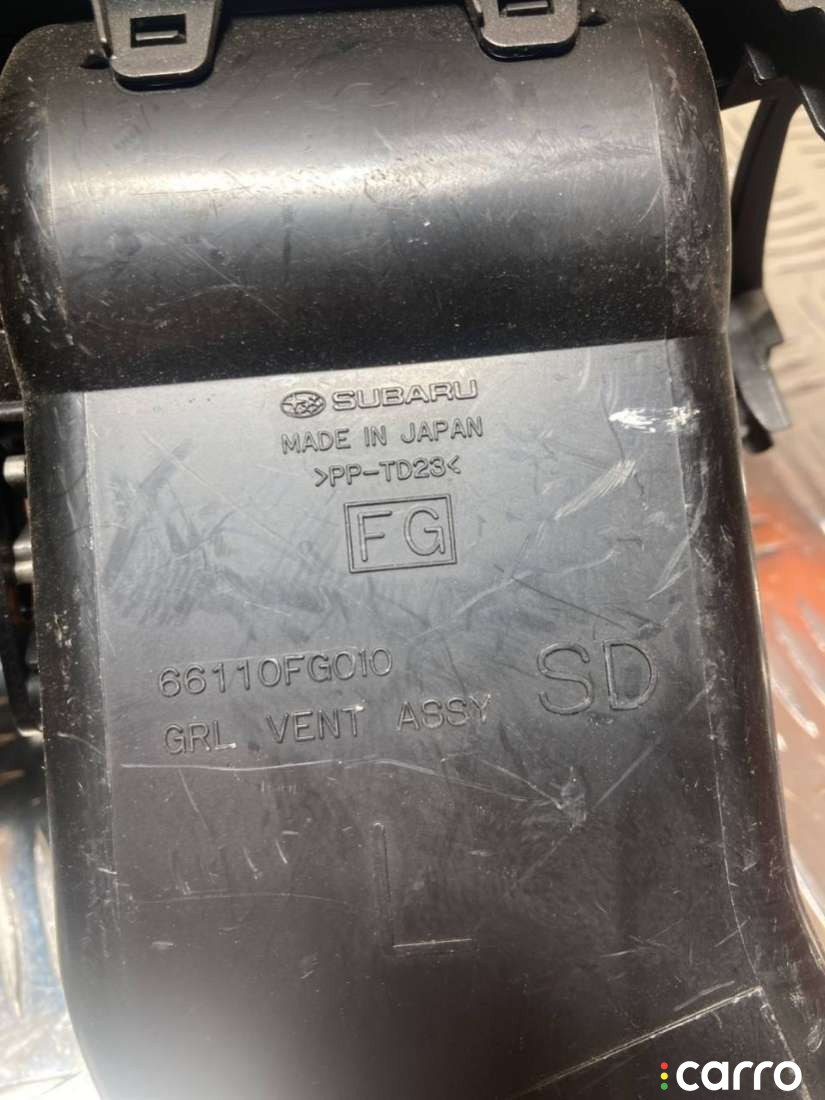 SUBARU
MADE IN JAPAN
>PP-TD23<
FG
66110FG010
GRL VENT ASSY
SD
L
carro